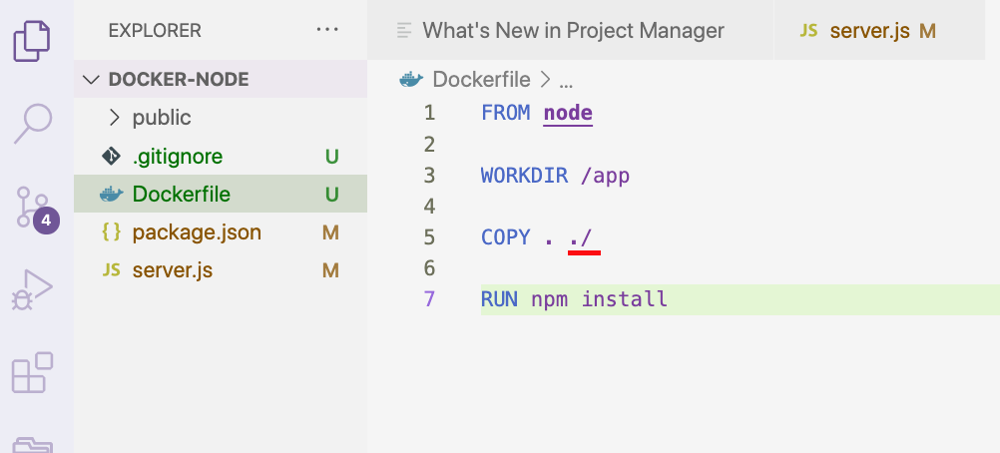 EXPLORER ···
What's New in Project Manager
JS server.js M
DOCKER-NODE
public
.gitignore U
Dockerfile U
{} package.json M
JS server.js M
4
Dockerfile > ...
1 FROM node
2
3 WORKDIR /app
4
5 COPY . ./
6
7 RUN npm install